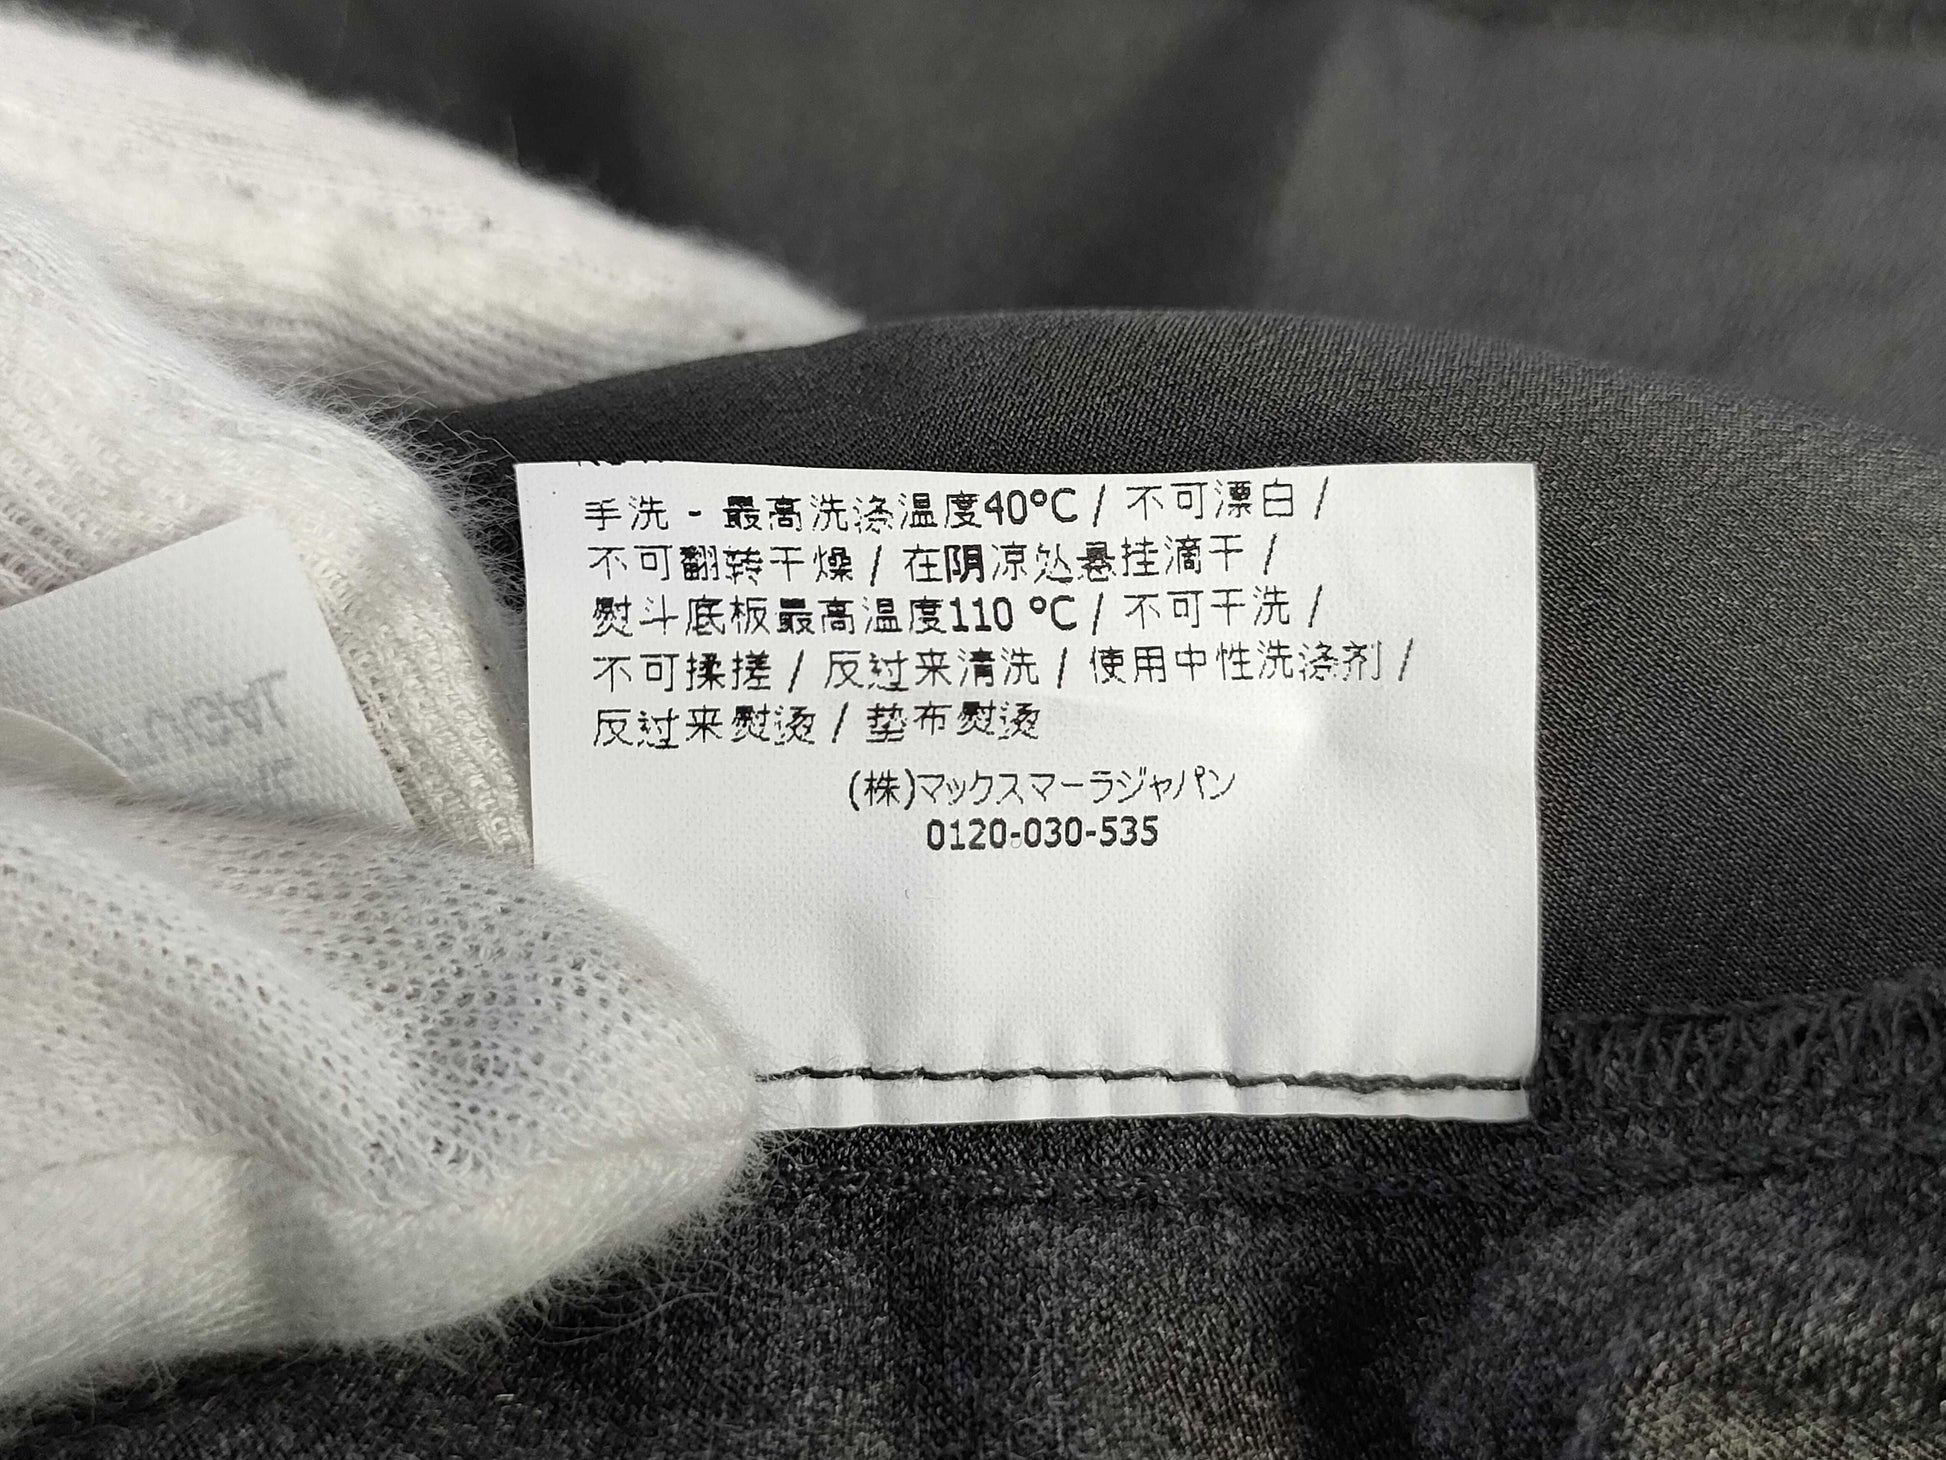 手洗 - 最高洗涤温度40°C / 不可漂白 /
不可翻转干燥 / 在阴凉处悬挂滴干 /
熨斗底板最高温度110 °C / 不可干洗 /
不可揉搓 / 反过来清洗 / 使用中性洗涤剂 /
反过来熨烫 / 垫布熨烫
(株)マックスマーラジャパン
0120-030-535